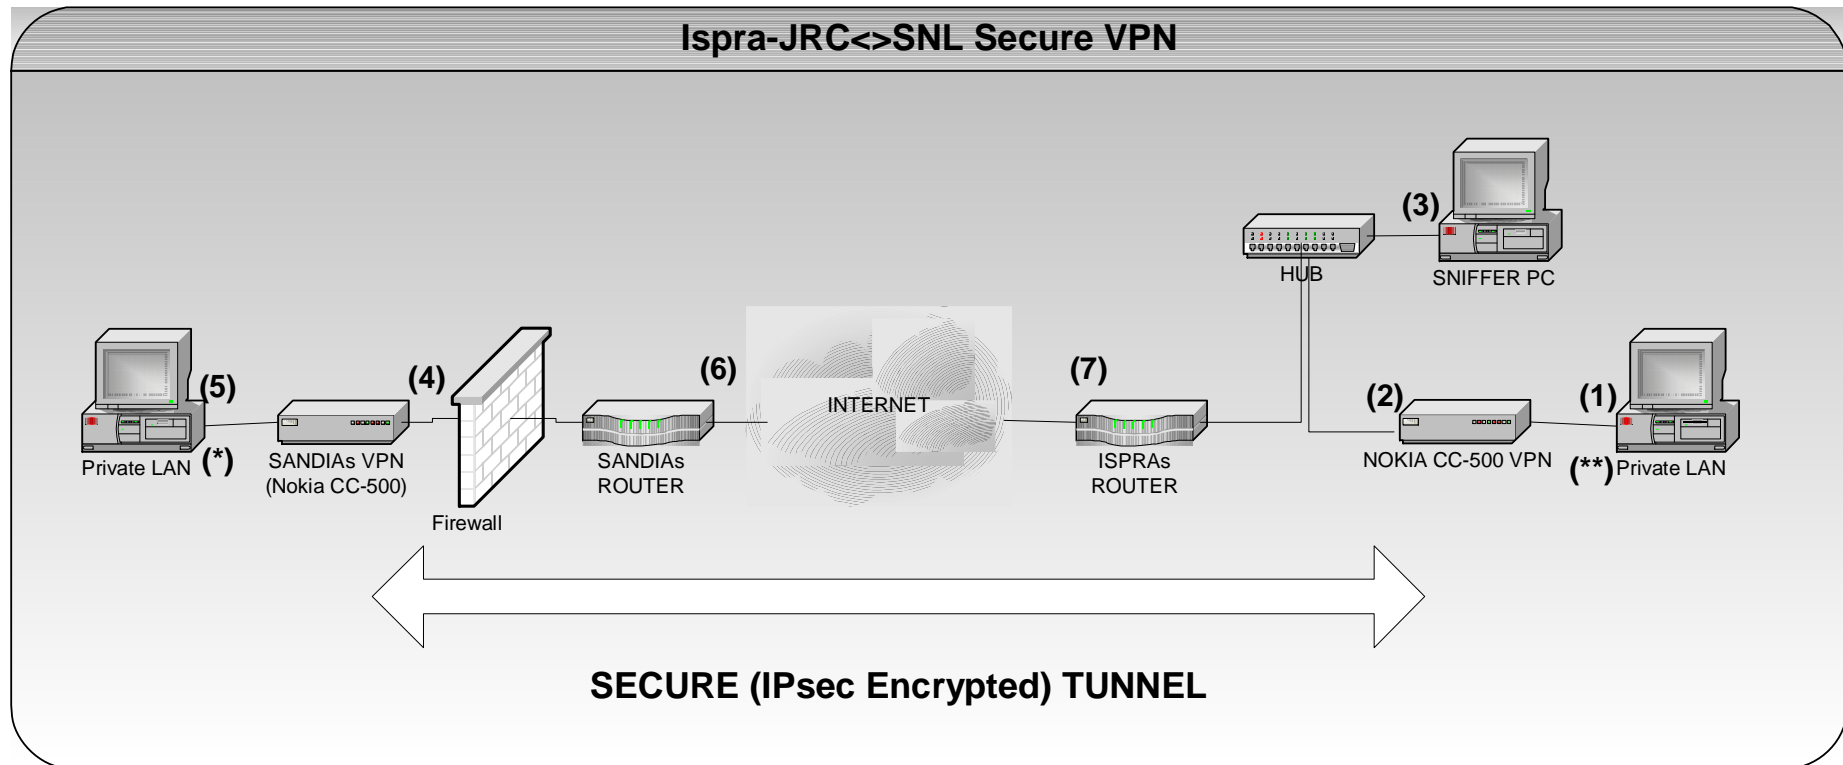 Ispra-JRC<>SNL Secure VPN
(3)
HUB
SNIFFER PC
(5)
(4)
(6)
INTERNET
(7)
(2)
(1)
Private LAN
(*)
SANDIAs VPN
(Nokia CC-500)
Firewall
SANDIAs
ROUTER
ISPRAs
ROUTER
NOKIA CC-500 VPN
(**)
Private LAN
SECURE (IPsec Encrypted) TUNNEL